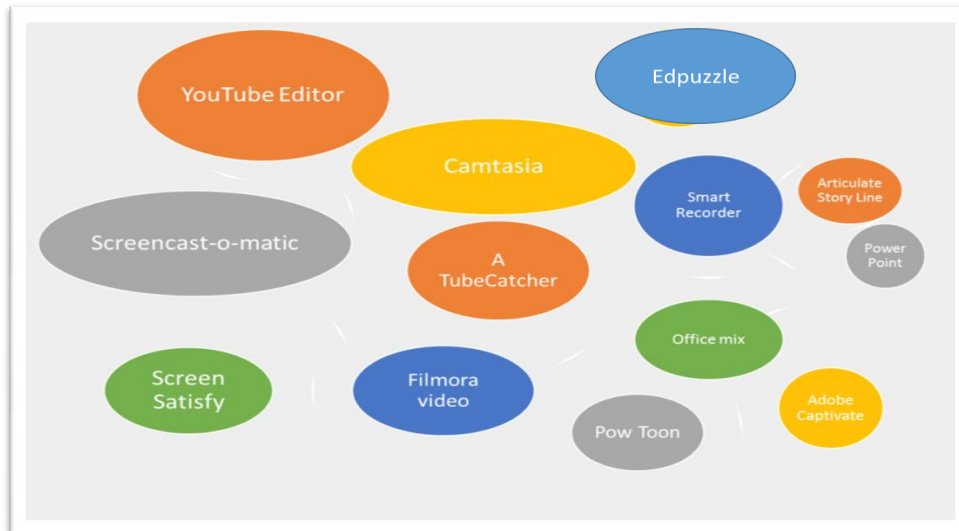 YouTube Editor
Edpuzzle
Camtasia
Smart
Recorder
Articulate
Story Line
Screencast-o-matic
A
TubeCatcher
Power
Point
Office mix
Screen
Satisfy
Filmora
video
Adobe
Captivate
Pow Toon